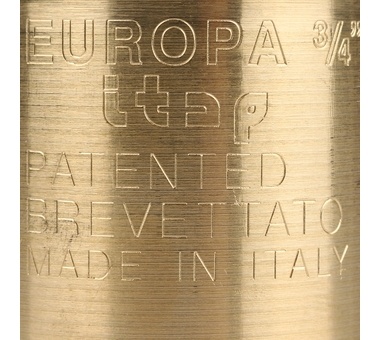 EUROPA 3/4"
itap
PATENTED
BREVETTATO
MADE IN ITALY